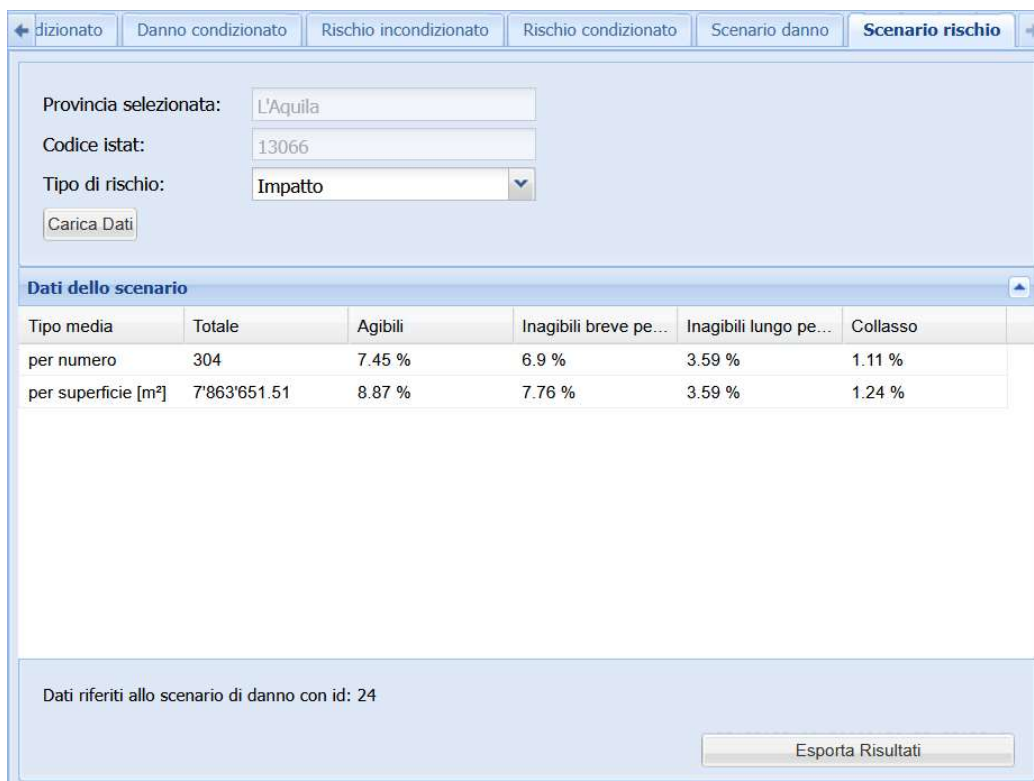 dizionato Danno condizionato Rischio incondizionato Rischio condizionato Scenario danno Scenario rischio
Provincia selezionata: L'Aquila
Codice istat: 13066
Tipo di rischio: Impatto
Carica Dati
Dati dello scenario
Tipo media Totale Agibili Inagibili breve pe... Inagibili lungo pe... Collasso
per numero 304 7.45 % 6.9 % 3.59 % 1.11 %
per superficie [m²] 7'863'651.51 8.87 % 7.76 % 3.59 % 1.24 %
Dati riferiti allo scenario di danno con id: 24
Esporta Risultati